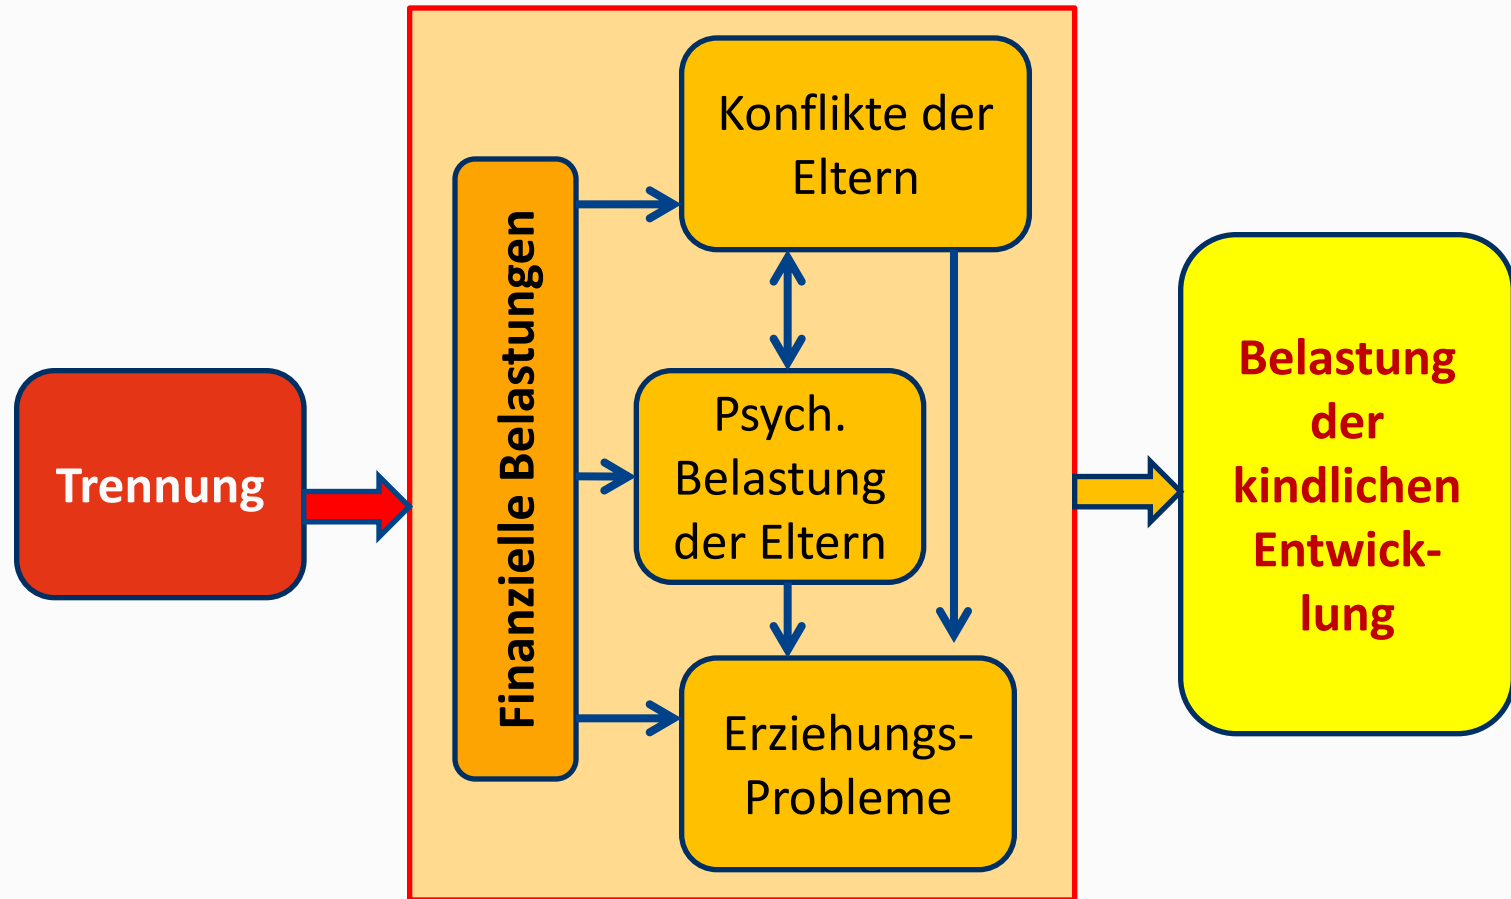 Trennung
Finanzielle Belastungen
Konflikte der
Eltern
Psych.
Belastung
der Eltern
Erziehungs-
Probleme
Belastung
der
kindlichen
Entwick-
lung